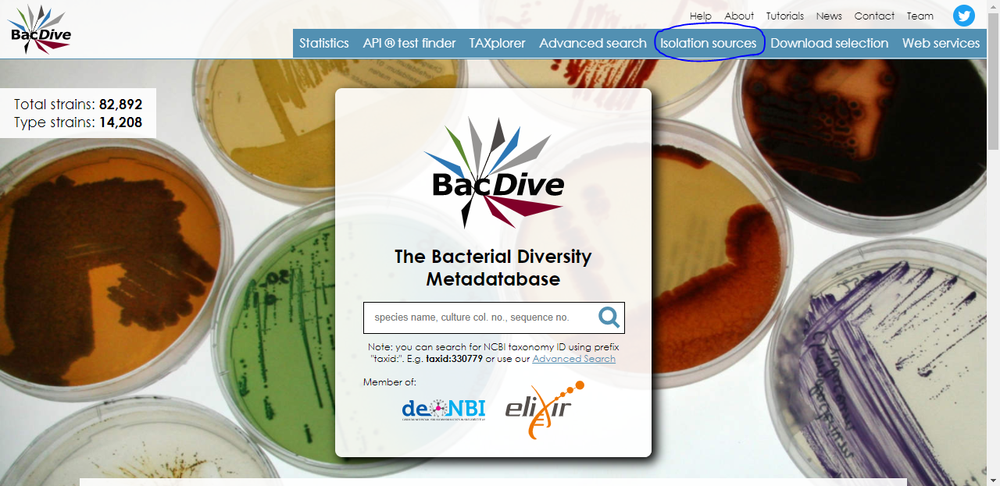 BacDive
Help About Tutorials News Contact Team
Statistics API ® test finder TAXplorer Advanced search Isolation sources Download selection Web services
Total strains: 82,892
Type strains: 14,208
BacDive
The Bacterial Diversity
Metadatabase
species name, culture col. no., sequence no.
Note: you can search for NCBI taxonomy ID using prefix
"taxid:". E.g. taxid:330779 or use our Advanced Search
Member of:
de NBI
elixir